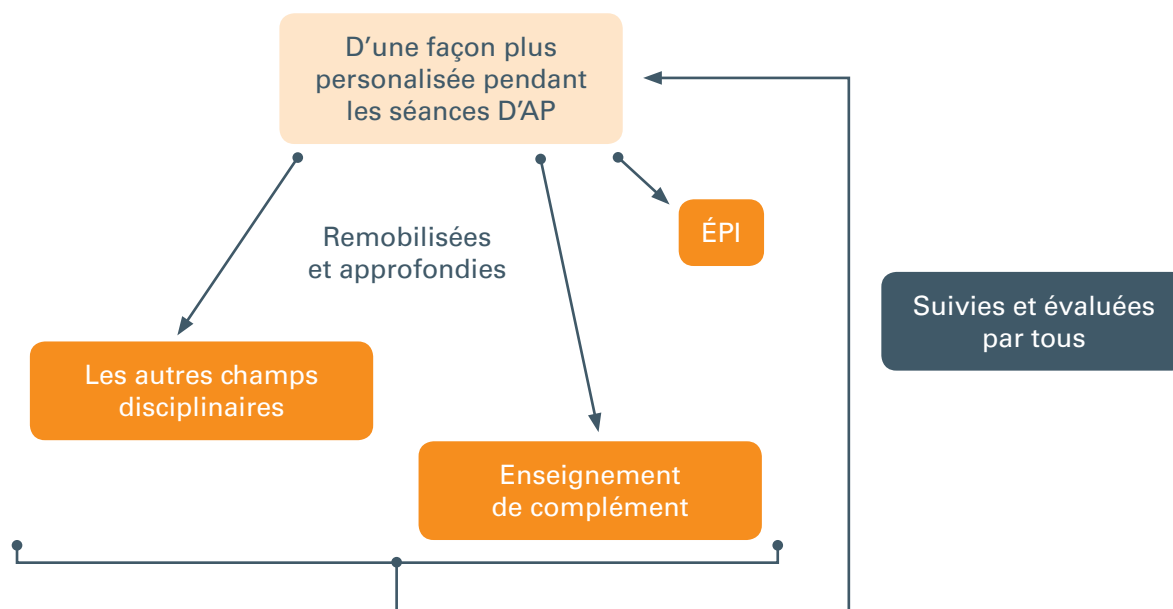 D’une façon plus
personalisée pendant
les séances D’AP
ÉPI
Remobilisées
et approfondies
Suivies et évaluées
par tous
Les autres champs
disciplinaires
Enseignement
de complément